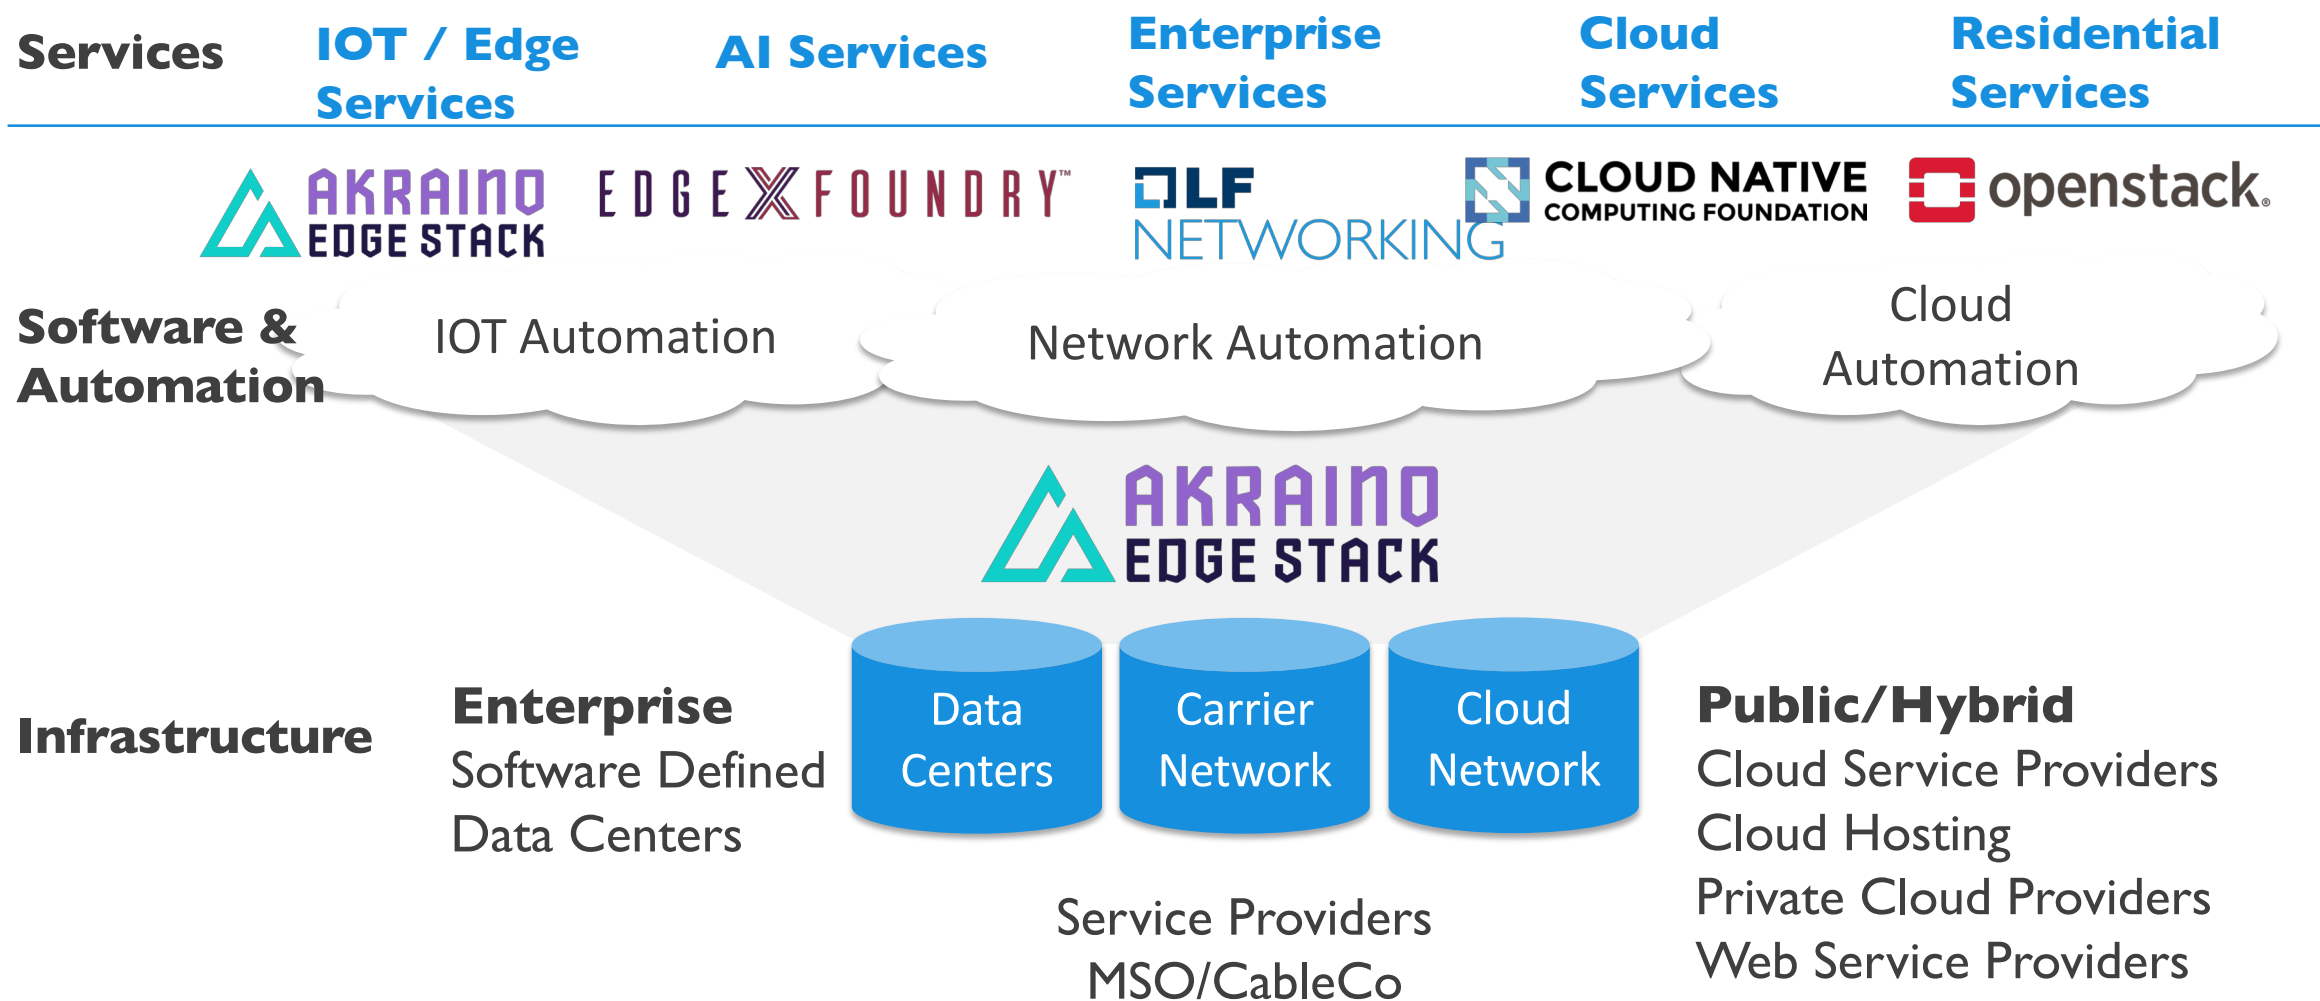 Services
IOT / Edge
Services
AI Services
Enterprise
Services
Cloud
Services
Residential
Services
AKRAINO
EDGE STACK
EDGE X FOUNDRY™
LF
NETWORKING
CLOUD NATIVE
COMPUTING FOUNDATION
openstack®
Software &
Automation
IOT Automation
Network Automation
Cloud
Automation
AKRAINO
EDGE STACK
Infrastructure
Enterprise
Software Defined
Data Centers
Data
Centers
Carrier
Network
Cloud
Network
Service Providers
MSO/CableCo
Public/Hybrid
Cloud Service Providers
Cloud Hosting
Private Cloud Providers
Web Service Providers